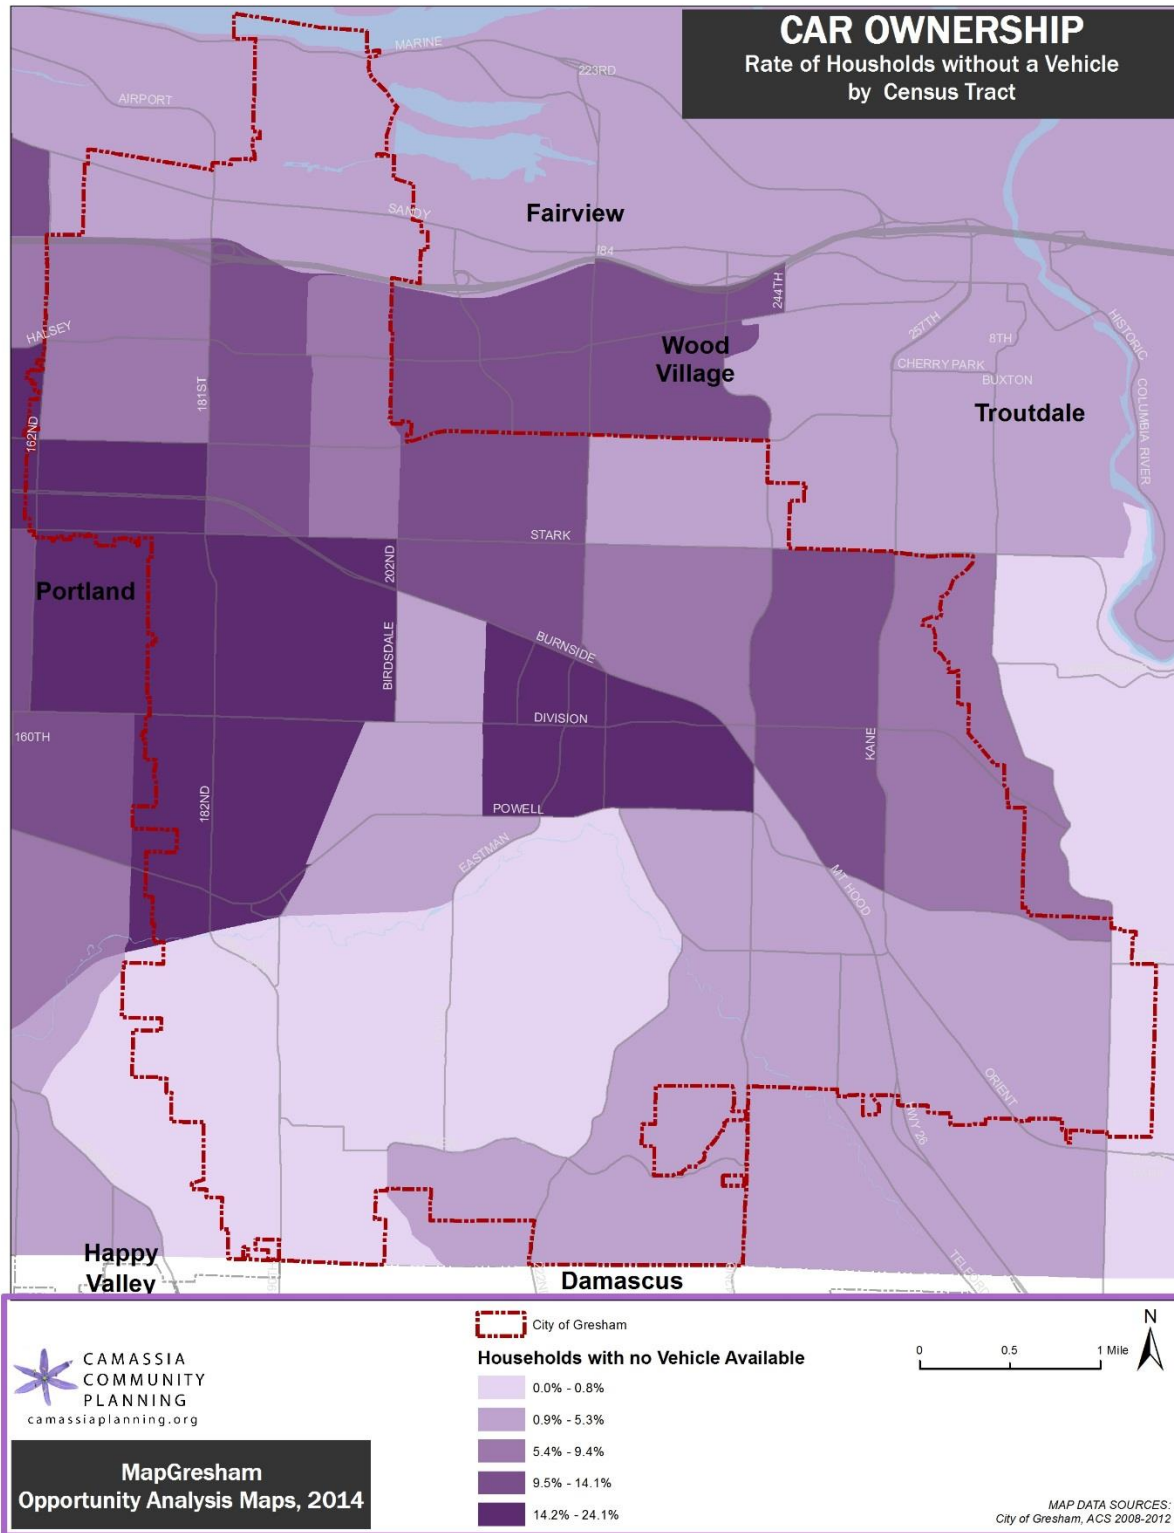 CAR OWNERSHIP
Rate of Housholds without a Vehicle
by Census Tract
MARINE
223RD
AIRPORT
SANDY
Fairview
I84
244TH
HISTORIC
COLUMBIA RIVER
257TH
8TH
HALSEY
Wood
Village
CHERRY PARK
BUXTON
181ST
Troutdale
162ND
STARK
202ND
Portland
BURNSIDE
BIRDSDALE
DIVISION
160TH
KANE
182ND
POWELL
EASTMAN
MT HOOD
ORIENT
HWY 26
TELFORD
Happy
Valley
Damascus
City of Gresham
Households with no Vehicle Available
0.0% - 0.8%
0.9% - 5.3%
5.4% - 9.4%
9.5% - 14.1%
14.2% - 24.1%
N
0 0.5 1 Mile
CAMASSIA
COMMUNITY
PLANNING
camassiaplanning.org
MapGresham
Opportunity Analysis Maps, 2014
MAP DATA SOURCES:
City of Gresham, ACS 2008-2012